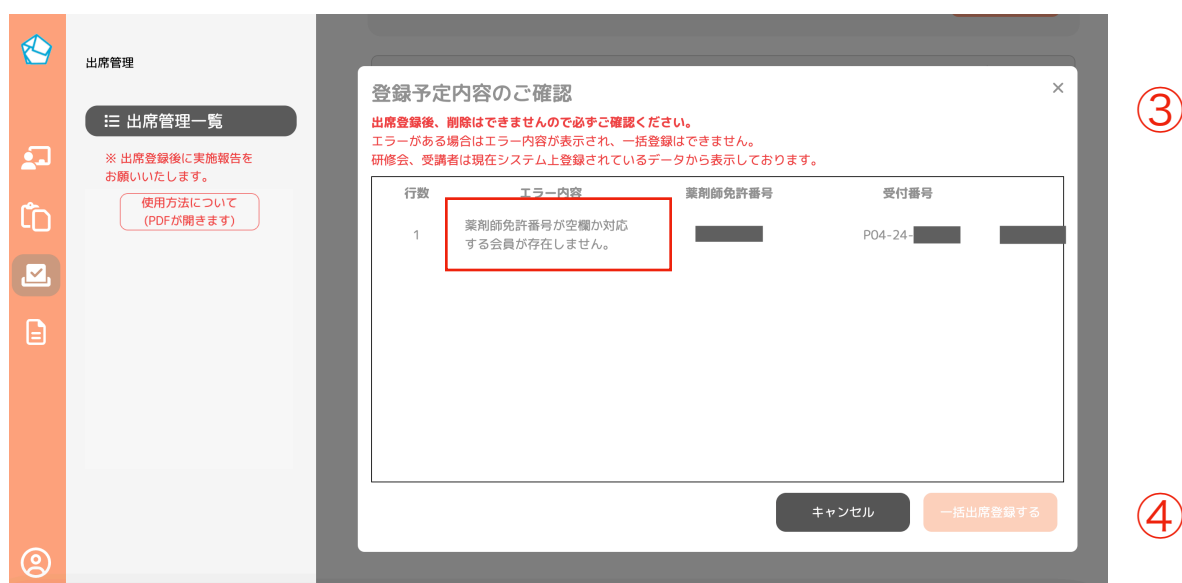 出席管理
出席管理一覧
※ 出席登録後に実施報告を
お願いいたします。
使用方法について
(PDFが開きます)
登録予定内容のご確認
×
出席登録後、削除はできませんので必ずご確認ください。
エラーがある場合はエラー内容が表示され、一括登録はできません。
研修会、受講者は現在システム上登録されているデータから表示しております。
行数 エラー内容 薬剤師免許番号 受付番号
1 薬剤師免許番号が空欄か対応
する会員が存在しません。
P04-24-
キャンセル 一括出席登録する
③
④